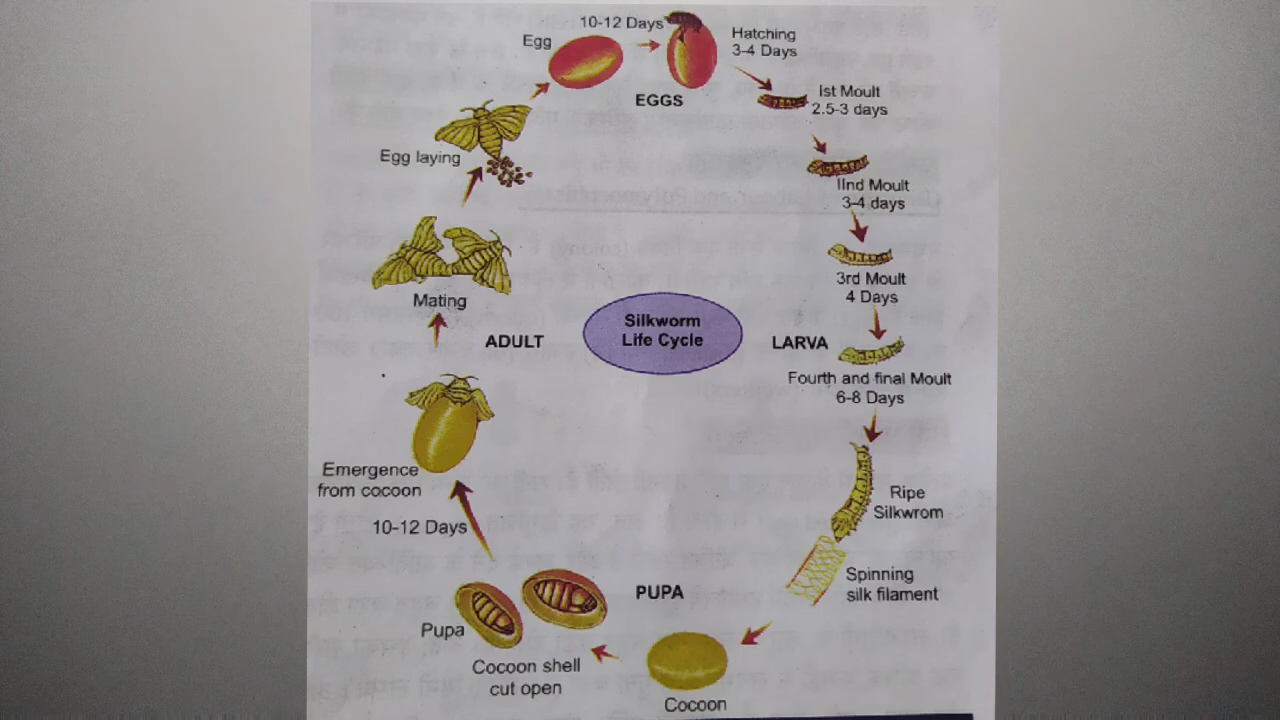 10-12 Days
Egg
EGGS
Hatching
3-4 Days
Ist Moult
2.5-3 days
IInd Moult
3-4 days
3rd Moult
4 Days
LARVA
Fourth and final Moult
6-8 Days
Ripe
Silkwrom
Spinning
silk filament
PUPA
Cocoon
Cocoon shell
cut open
Pupa
10-12 Days
Emergence
from cocoon
ADULT
Mating
Egg laying
Silkworm
Life Cycle